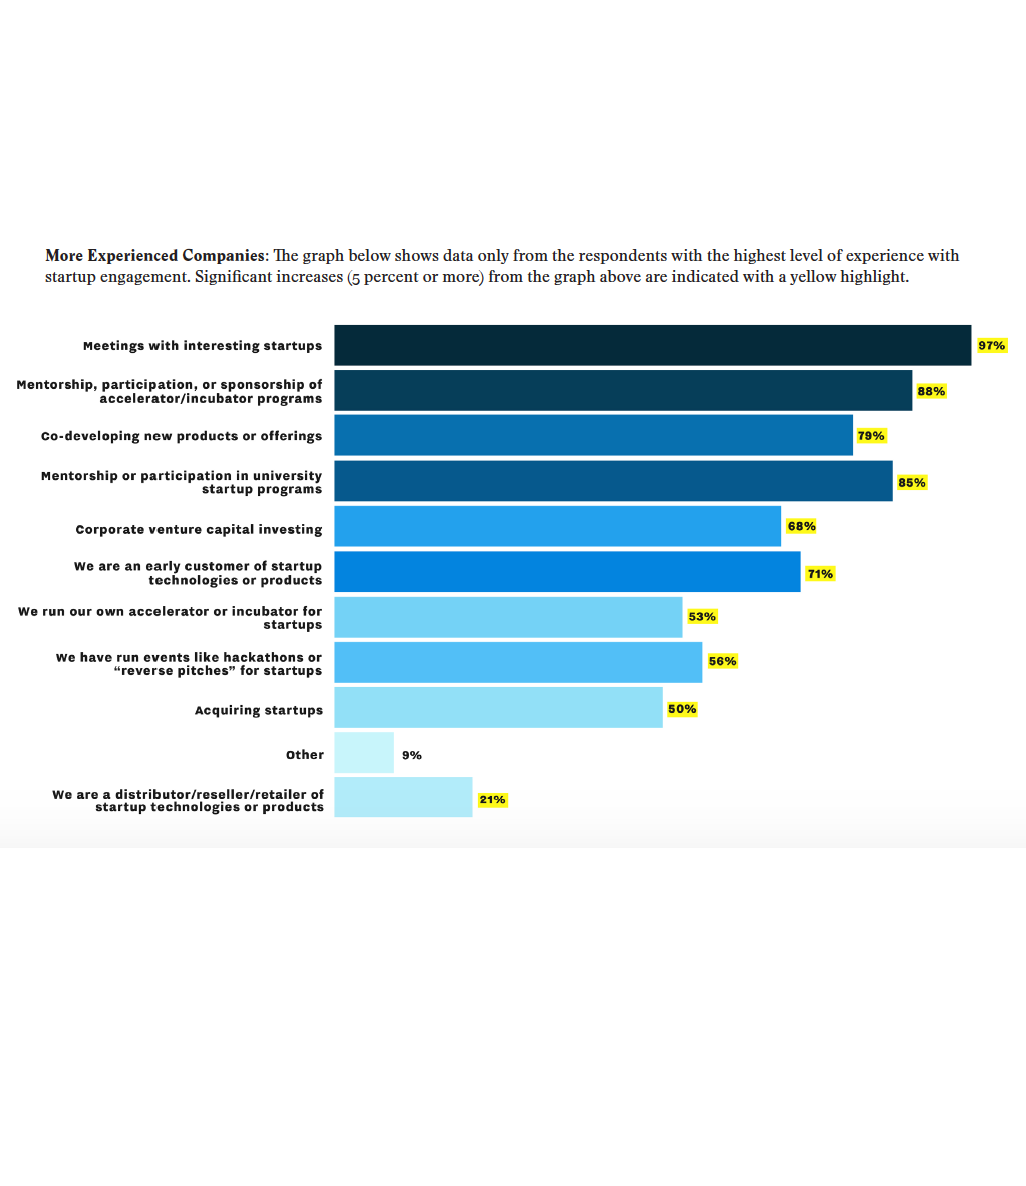 More Experienced Companies: The graph below shows data only from the respondents with the highest level of experience with
startup engagement. Significant increases (5 percent or more) from the graph above are indicated with a yellow highlight.
Meetings with interesting startups
97%
Mentorship, participation, or sponsorship of
accelerator/incubator programs
88%
Co-developing new products or offerings
79%
Mentorship or participation in university
startup programs
85%
Corporate venture capital investing
68%
We are an early customer of startup
technologies or products
71%
We run our own accelerator or incubator for
startups
53%
We have run events like hackathons or
“reverse pitches” for startups
56%
Acquiring startups
50%
Other
9%
We are a distributor/reseller/retailer of
startup technologies or products
21%